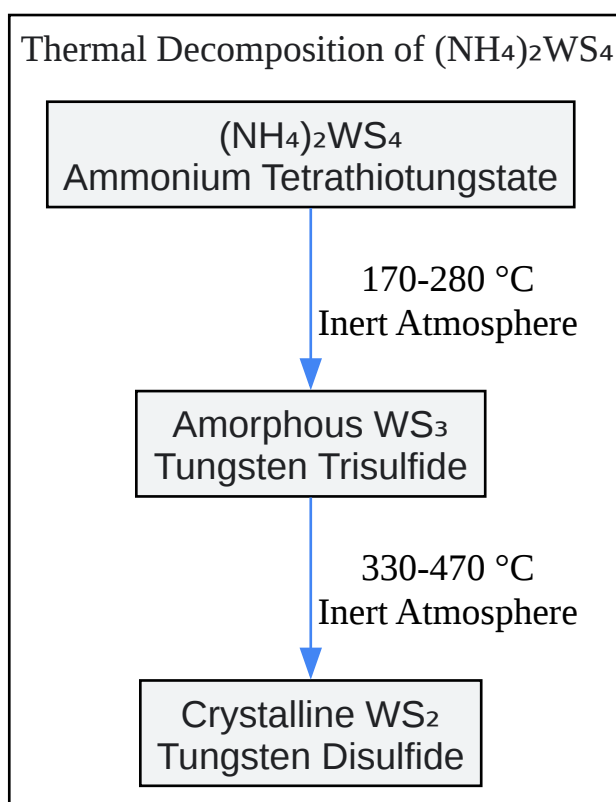 Thermal Decomposition of (NH₄)₂WS₄
(NH₄)₂WS₄
Ammonium Tetrathiotungstate
170-280 °C
Inert Atmosphere
Amorphous WS₃
Tungsten Trisulfide
330-470 °C
Inert Atmosphere
Crystalline WS₂
Tungsten Disulfide